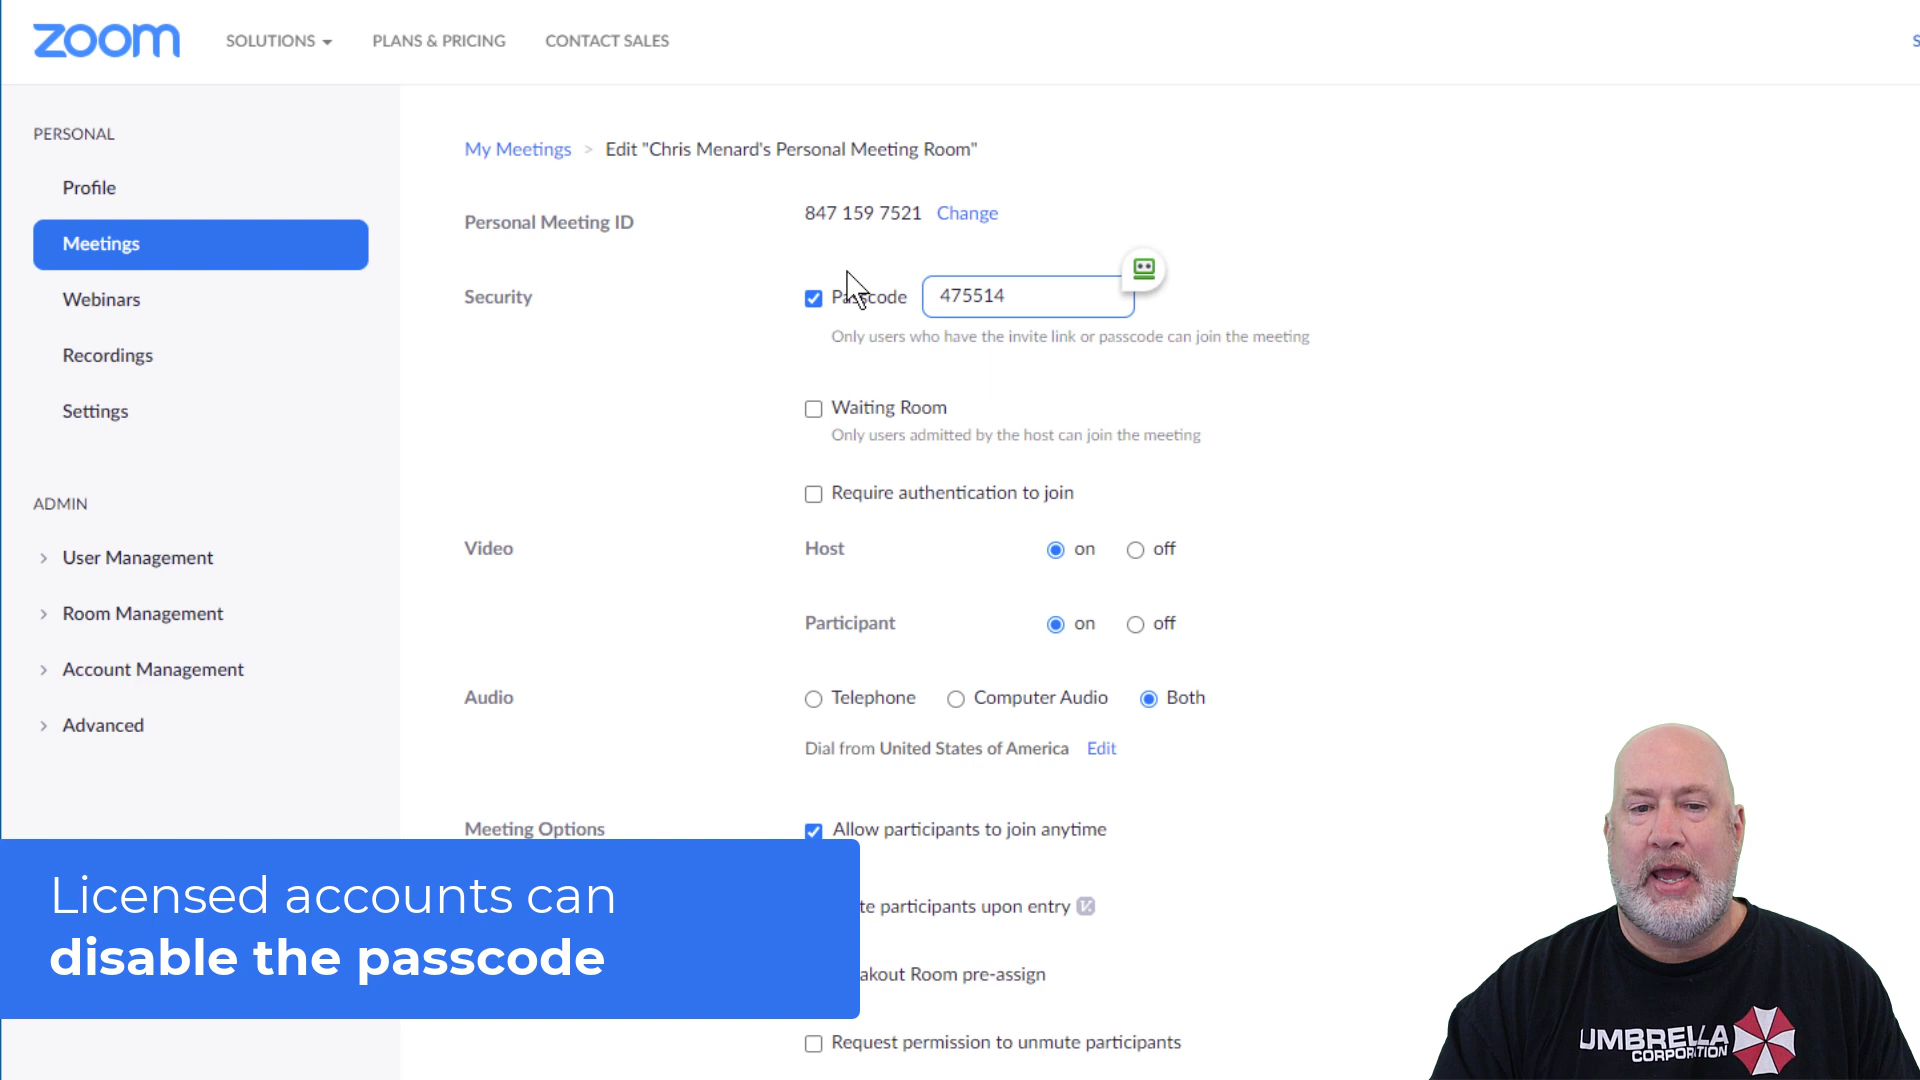 zoom SOLUTIONS PLANS & PRICING CONTACT SALES S
PERSONAL
Profile
Meetings
Webinars
Recordings
Settings
ADMIN
User Management
Room Management
Account Management
Advanced
My Meetings > Edit "Chris Menard's Personal Meeting Room"
Personal Meeting ID 847 159 7521 Change
Security Passcode 475514
Only users who have the invite link or passcode can join the meeting
Waiting Room
Only users admitted by the host can join the meeting
Require authentication to join
Video Host on off
Participant on off
Audio Telephone Computer Audio Both
Dial from United States of America Edit
Meeting Options Allow participants to join anytime
te participants upon entry
akout Room pre-assign
Request permission to unmute participants
Licensed accounts can
disable the passcode
UMBRELLA
CORPORATION